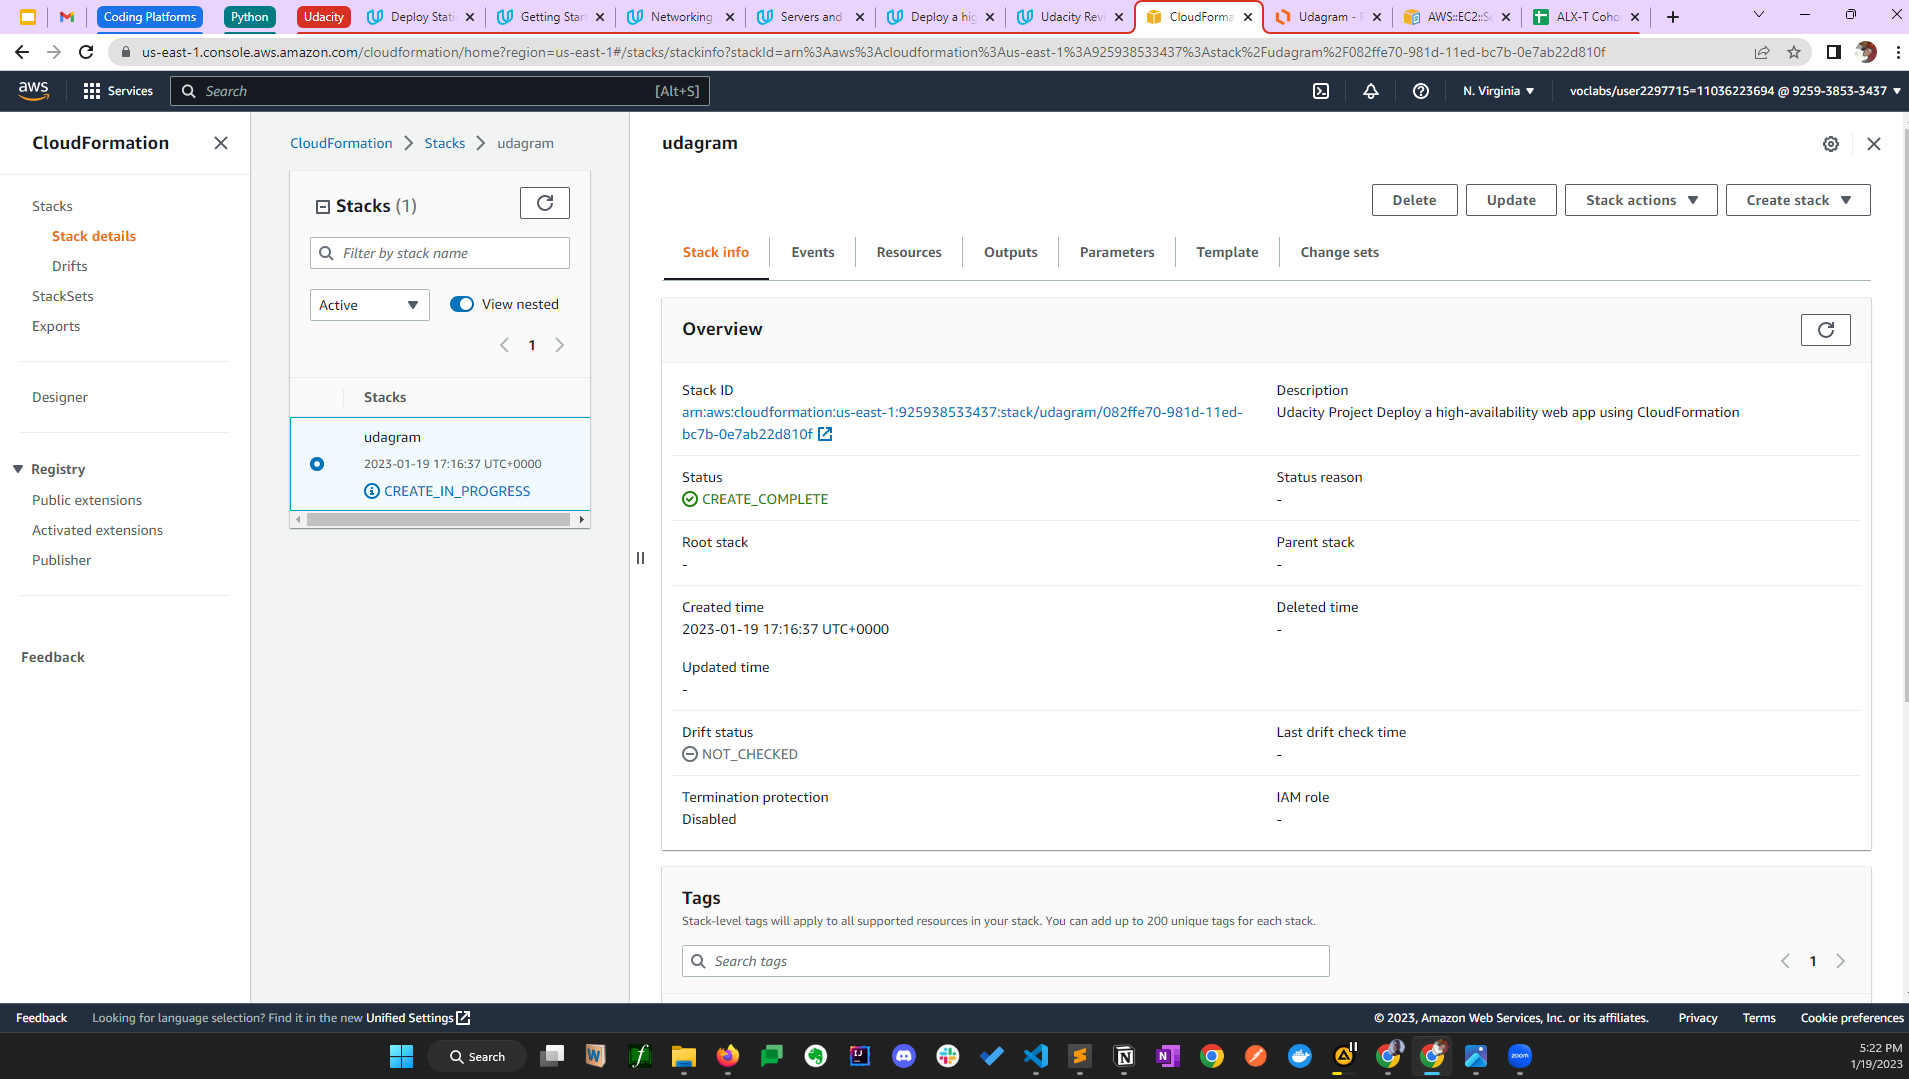 Coding Platforms
Python
Udacity
Deploy Stati
Getting Star
Networking
Servers and
Deploy a hig
Udacity Revi
CloudForma
Udagram - P
AWS::EC2::Se
ALX-T Coho
us-east-1.console.aws.amazon.com/cloudformation/home?region=us-east-1#/stacks/stackinfo?stackId=arn%3Aaws%3Acloudformation%3Aus-east-1%3A925938533437%3Astack%2Fudagram%2F082ffe70-981d-11ed-bc7b-0e7ab22d810f
aws
Services
Search
[Alt+S]
N. Virginia
voclabs/user2297715=11036223694 @ 9259-3853-3437
CloudFormation
Stacks
Stack details
Drifts
StackSets
Exports
Designer
Registry
Public extensions
Activated extensions
Publisher
Feedback
CloudFormation
Stacks
udagram
Stacks (1)
Filter by stack name
Active
View nested
1
Stacks
udagram
2023-01-19 17:16:37 UTC+0000
CREATE_IN_PROGRESS
udagram
Delete
Update
Stack actions
Create stack
Stack info
Events
Resources
Outputs
Parameters
Template
Change sets
Overview
Stack ID
arn:aws:cloudformation:us-east-1:925938533437:stack/udagram/082ffe70-981d-11ed-
bc7b-0e7ab22d810f
Description
Udacity Project Deploy a high-availability web app using CloudFormation
Status
CREATE_COMPLETE
Status reason
-
Root stack
-
Parent stack
-
Created time
2023-01-19 17:16:37 UTC+0000
Deleted time
-
Updated time
-
Drift status
NOT_CHECKED
Last drift check time
-
Termination protection
Disabled
IAM role
-
Tags
Stack-level tags will apply to all supported resources in your stack. You can add up to 200 unique tags for each stack.
Search tags
1
Feedback
Looking for language selection? Find it in the new Unified Settings
© 2023, Amazon Web Services, Inc. or its affiliates.
Privacy
Terms
Cookie preferences
Search
zoom
5:22 PM
1/19/2023